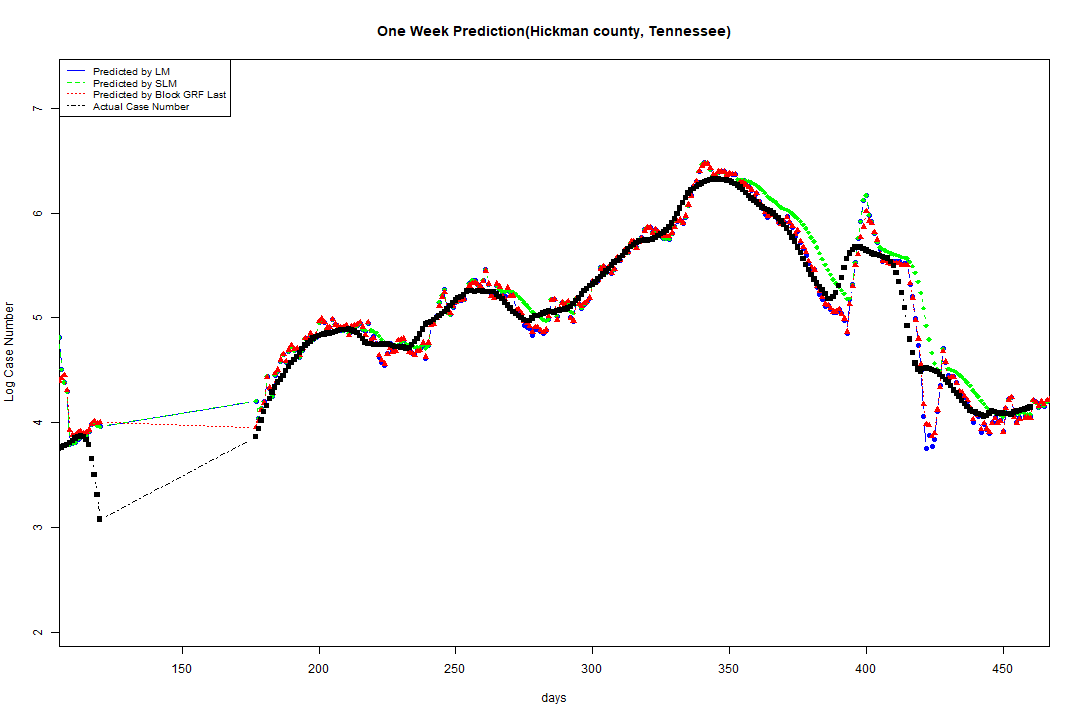 One Week Prediction(Hickman county, Tennessee)
Predicted by LM
Predicted by SLM
Predicted by Block GRF Last
Actual Case Number
7
6
5
4
3
2
Log Case Number
150 200 250 300 350 400 450
days